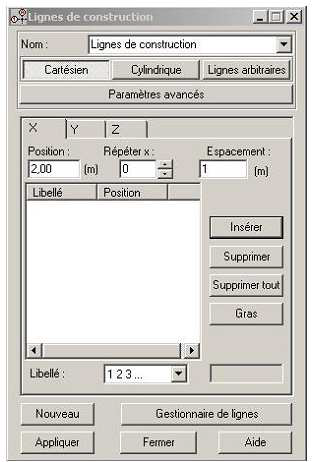 Lignes de construction
Nom : Lignes de construction
Cartésien Cylindrique Lignes arbitraires
Paramètres avancés
X Y Z
Position : Répéter x : Espacement :
2,00 (m) 0 1 (m)
Libellé Position
Insérer
Supprimer
Supprimer tout
Gras
Libellé : 1 2 3 ...
Nouveau Gestionnaire de lignes
Appliquer Fermer Aide